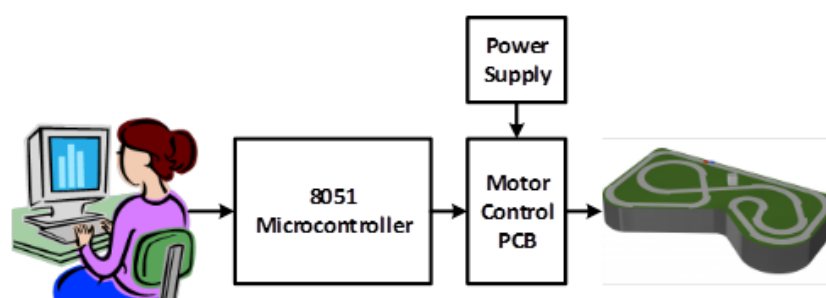 Power
Supply
8051
Microcontroller
Motor
Control
PCB